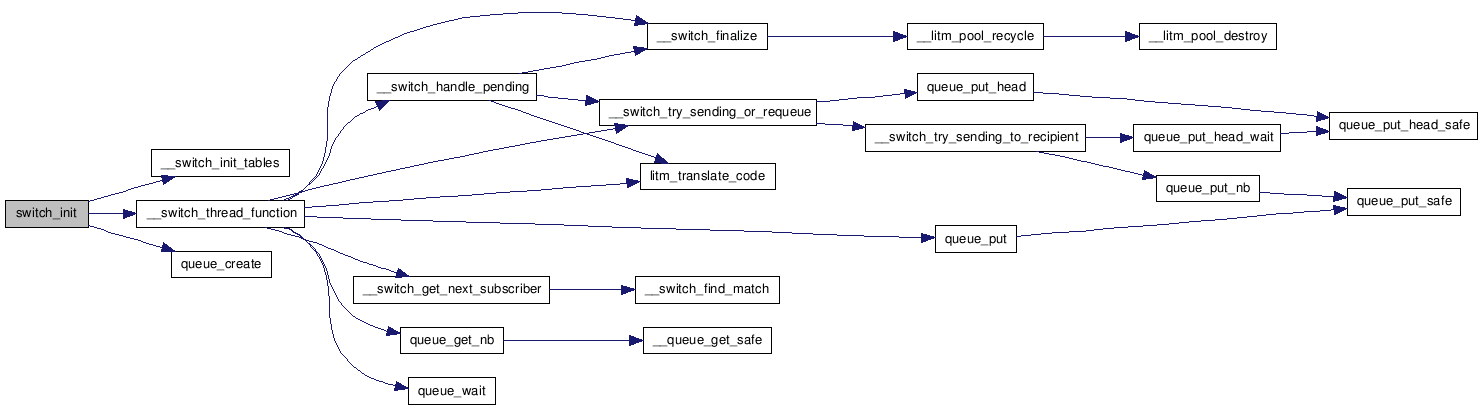 __switch_finalize
__litm_pool_recycle
__litm_pool_destroy
__switch_handle_pending
queue_put_head
__switch_try_sending_or_requeue
queue_put_head_safe
__switch_try_sending_to_recipient
queue_put_head_wait
__switch_init_tables
litm_translate_code
queue_put_nb
queue_put_safe
switch_init
__switch_thread_function
queue_put
queue_create
__switch_get_next_subscriber
__switch_find_match
queue_get_nb
__queue_get_safe
queue_wait